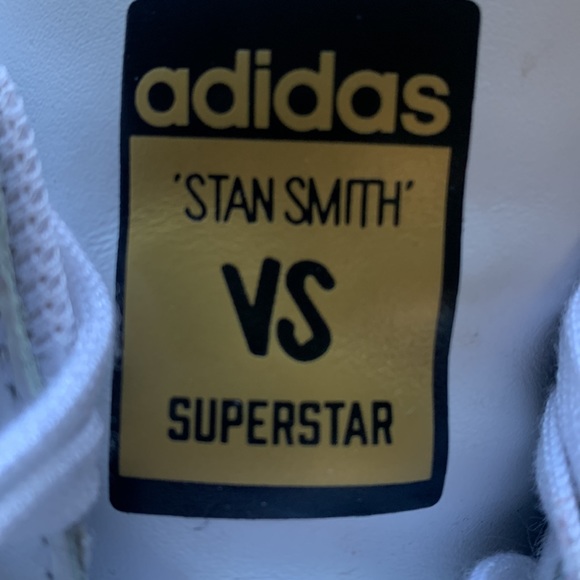 adidas
'STAN SMITH'
VS
SUPERSTAR